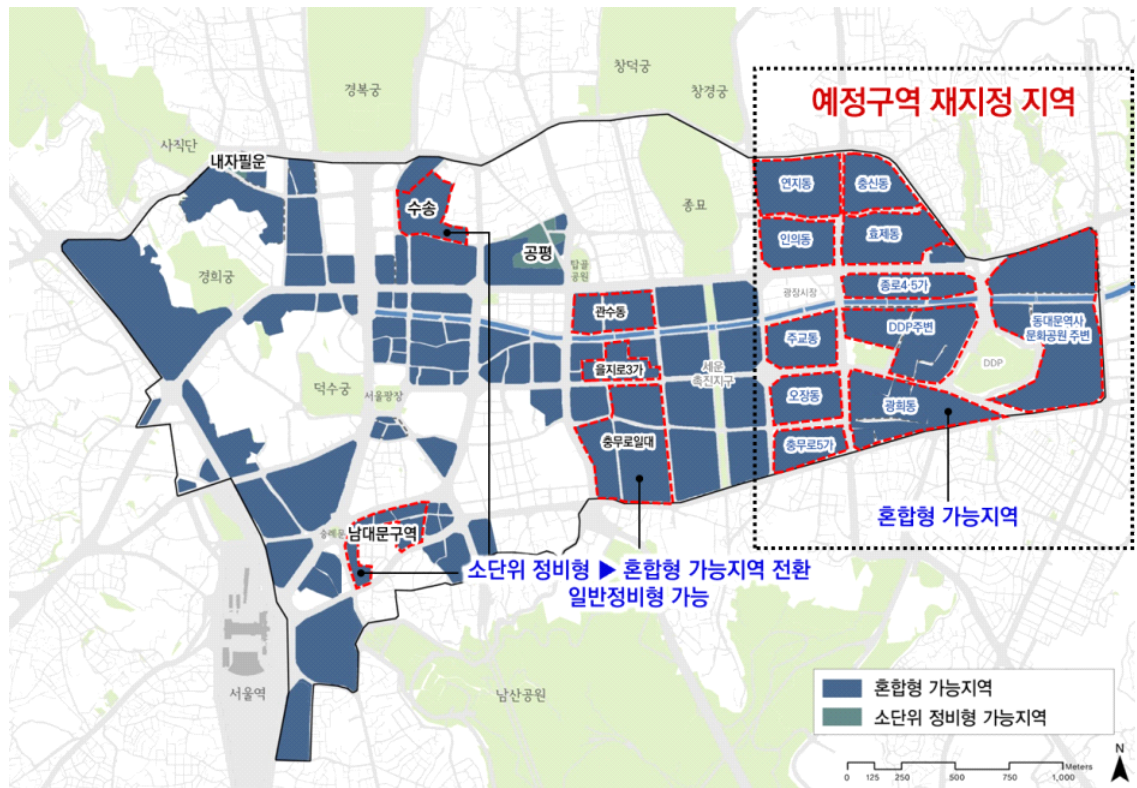 예정구역 재지정 지역
창덕궁
경복궁
창경궁
사직단
내자필운
연지동
충신동
수송
종묘
인의동
효제동
공평
탑골
공원
경희궁
광장시장
종로4·5가
관수동
주교동
DDP주변
동대문역사
문화공원 주변
을지로3가
세운
촉진지구
DDP
덕수궁
서울광장
오장동
광희동
충무로일대
충무로5가
남대문구역
숭례문
혼합형 가능지역
소단위 정비형 ▶ 혼합형 가능지역 전환
일반정비형 가능
서울역
남산공원
혼합형 가능지역
소단위 정비형 가능지역
N
Meters
0 125 250 500 750 1,000